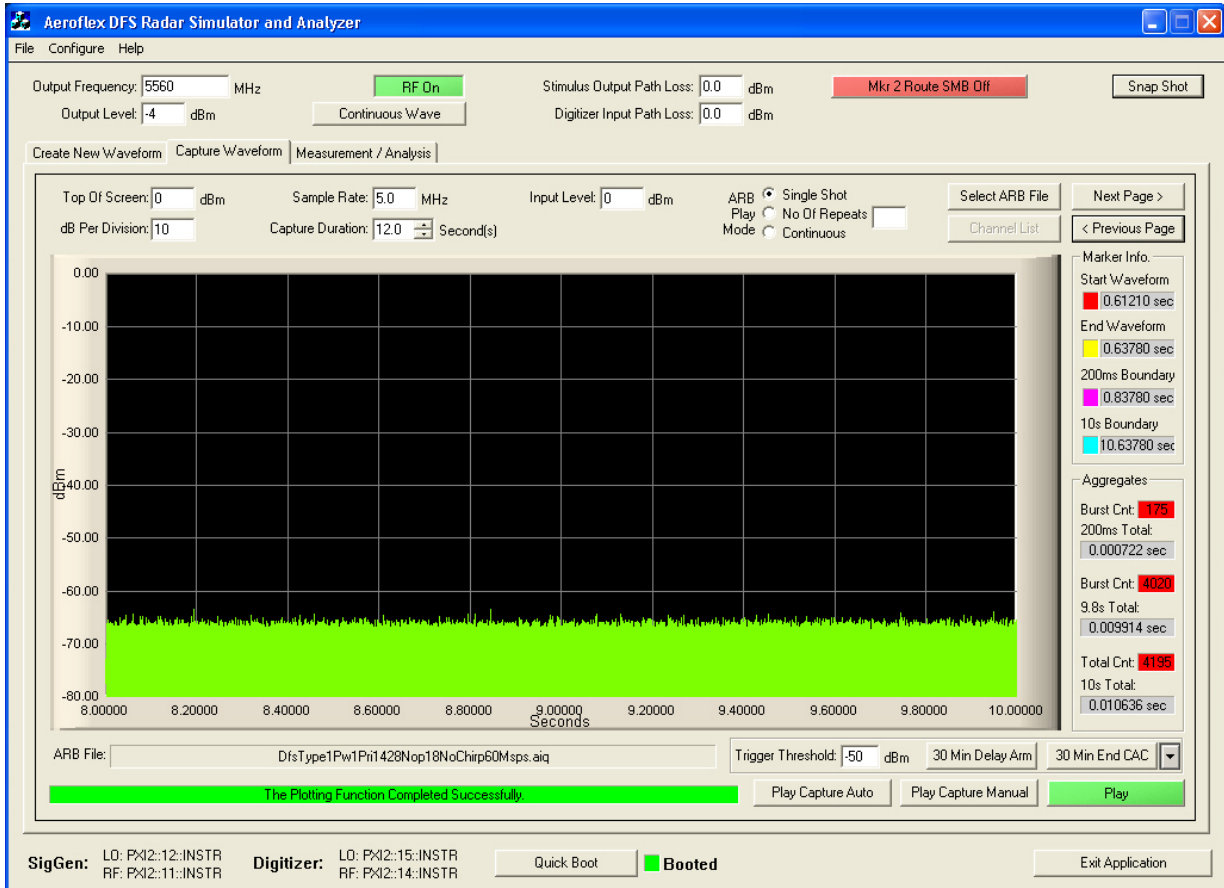 Aeroflex DFS Radar Simulator and Analyzer
File Configure Help
Output Frequency: 5560 MHz RF On Stimulus Output Path Loss: 0.0 dBm Mkr 2 Route SMB Off Snap Shot
Output Level: -4 dBm Continuous Wave Digitizer Input Path Loss: 0.0 dBm
Create New Waveform Capture Waveform Measurement / Analysis
Top Of Screen: 0 dBm Sample Rate: 5.0 MHz Input Level: 0 dBm ARB Play Mode Single Shot Select ARB File Next Page >
No Of Repeats
dB Per Division: 10 Capture Duration: 12.0 Second(s) Continuous Channel List < Previous Page
0.00
-10.00
-20.00
-30.00
-40.00
-50.00
-60.00
-70.00
-80.00
dBm
8.00000 8.20000 8.40000 8.60000 8.80000 9.00000 9.20000 9.40000 9.60000 9.80000 10.00000
Seconds
Marker Info.
Start Waveform
0.61210 sec
End Waveform
0.63780 sec
200ms Boundary
0.83780 sec
10s Boundary
10.63780 sec
Aggregates
Burst Cnt: 175
200ms Total:
0.000722 sec
Burst Cnt: 4020
9.8s Total:
0.009914 sec
Total Cnt: 4195
10s Total:
0.010636 sec
ARB File: DfsType1Pw1Pri1428Nop18NoChirp60Msps.aiq Trigger Threshold: -50 dBm 30 Min Delay Arm 30 Min End CAC
The Plotting Function Completed Successfully. Play Capture Auto Play Capture Manual Play
SigGen: LO: PXI2::12::INSTR Digitizer: LO: PXI2::15::INSTR Quick Boot Booted Exit Application
RF: PXI2::11::INSTR RF: PXI2::14::INSTR